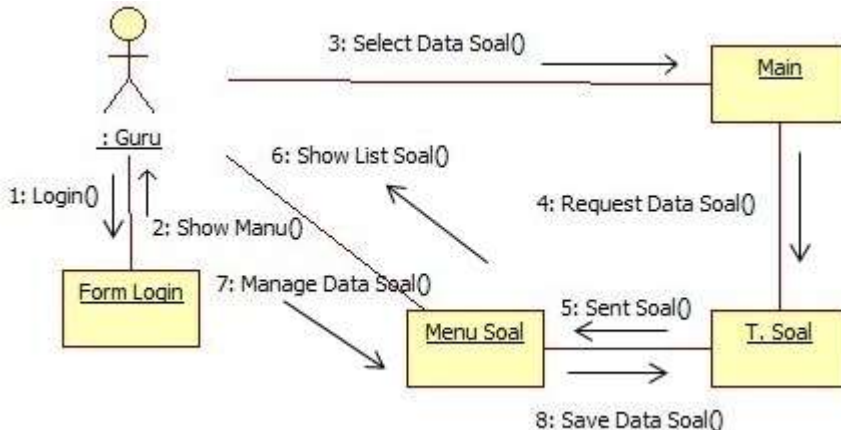 3: Select Data Soal()
Main
: Guru
6: Show List Soal()
1: Login()
4: Request Data Soal()
2: Show Manu()
Form Login
7: Manage Data Soal()
5: Sent Soal()
Menu Soal
T. Soal
8: Save Data Soal()